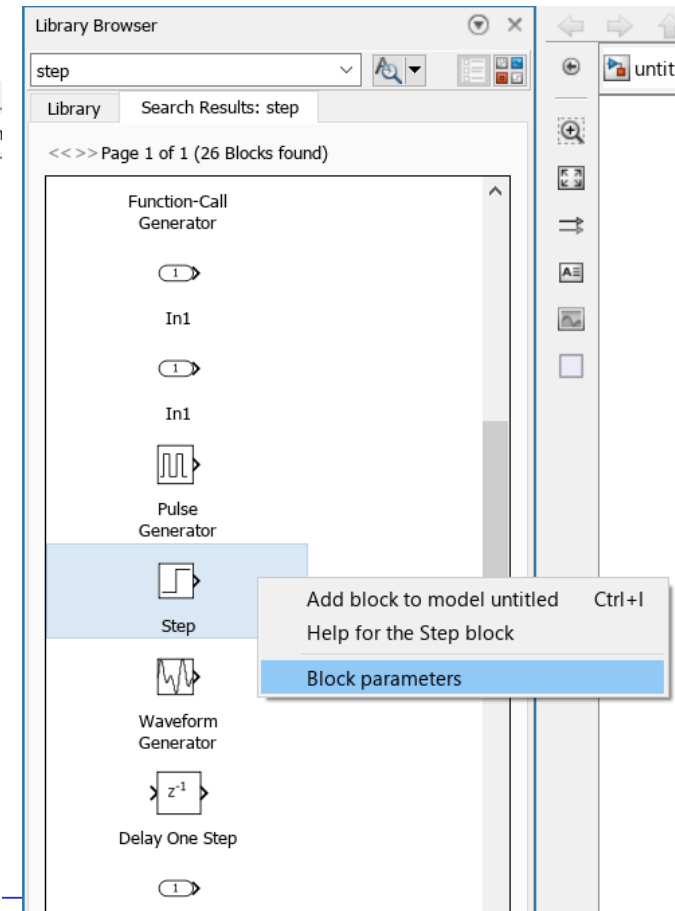 Library Browser
step
untit
Library
Search Results: step
<< >> Page 1 of 1 (26 Blocks found)
Function-Call
Generator
1
In1
1
In1
Pulse
Generator
Step
Add block to model untitled Ctrl+I
Help for the Step block
Block parameters
Waveform
Generator
z-1
Delay One Step
1